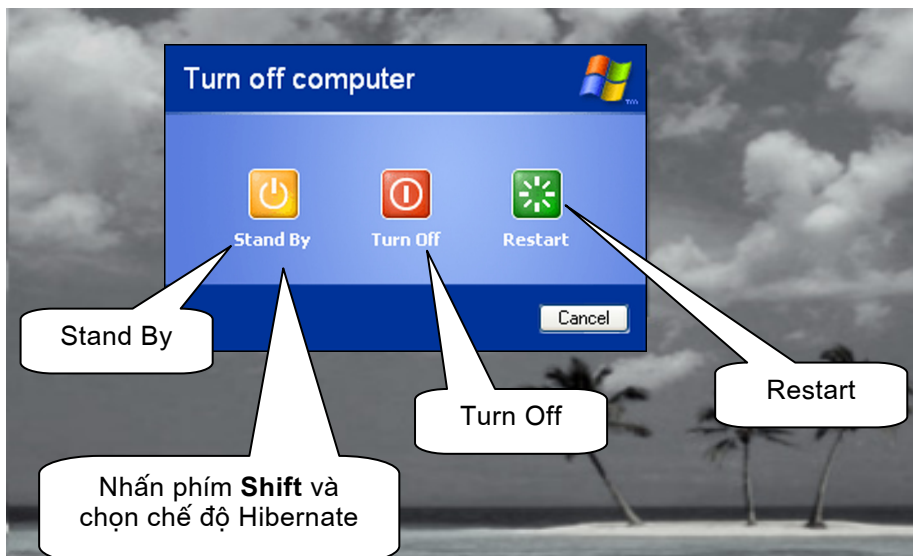 Turn off computer
TM
Stand By
Turn Off
Restart
Cancel
Stand By
Restart
Turn Off
Nhấn phím Shift và
chọn chế độ Hibernate